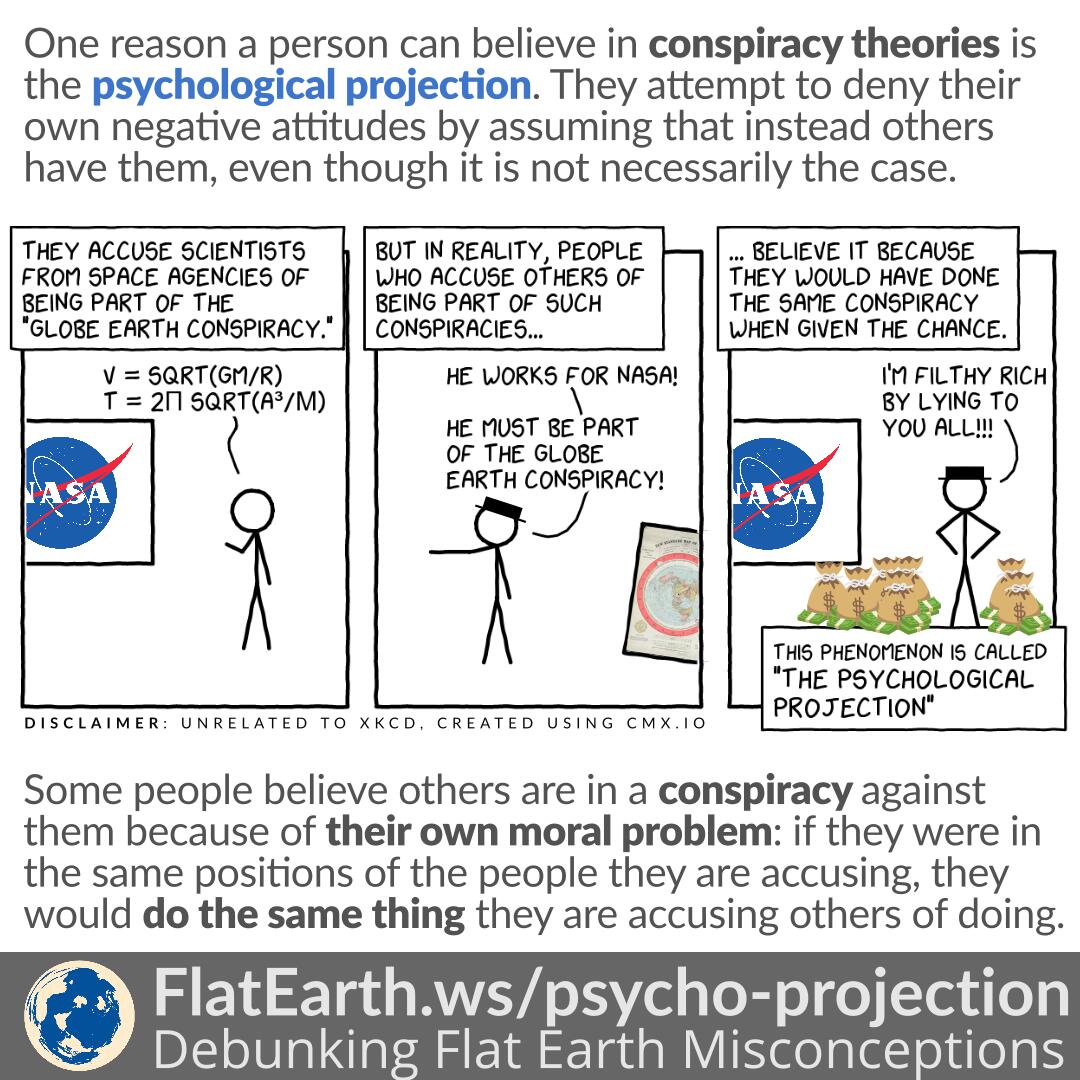 One reason a person can believe in conspiracy theories is
the psychological projection. They attempt to deny their
own negative attitudes by assuming that instead others
have them, even though it is not necessarily the case.
THEY ACCUSE SCIENTISTS
FROM SPACE AGENCIES OF
BEING PART OF THE
"GLOBE EARTH CONSPIRACY."
V = SQRT(GM/R)
T = 2Π SQRT(A³/M)
NASA
BUT IN REALITY, PEOPLE
WHO ACCUSE OTHERS OF
BEING PART OF SUCH
CONSPIRACIES...
HE WORKS FOR NASA!
HE MUST BE PART
OF THE GLOBE
EARTH CONSPIRACY!
... BELIEVE IT BECAUSE
THEY WOULD HAVE DONE
THE SAME CONSPIRACY
WHEN GIVEN THE CHANCE.
I'M FILTHY RICH
BY LYING TO
YOU ALL!!!
NASA
THIS PHENOMENON IS CALLED
"THE PSYCHOLOGICAL
PROJECTION"
DISCLAIMER: UNRELATED TO XKCD, CREATED USING CMX.IO
Some people believe others are in a conspiracy against
them because of their own moral problem: if they were in
the same positions of the people they are accusing, they
would do the same thing they are accusing others of doing.
FlatEarth.ws/psycho-projection
Debunking Flat Earth Misconceptions